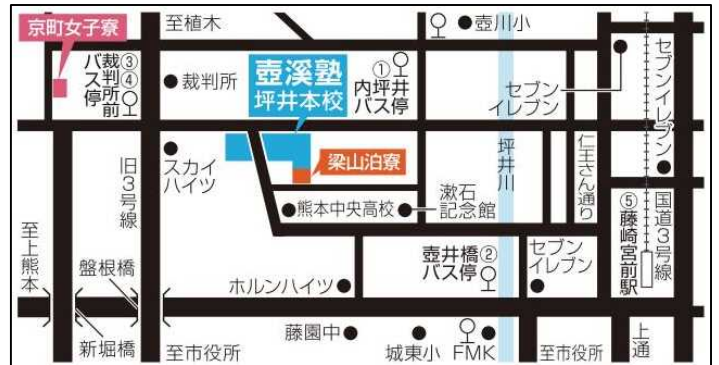 京町女子寮
至植木
壺川小
③④
裁判所前
バス停
裁判所
壺溪塾
坪井本校
①
内坪井
バス停
セブン
イレブン
セブンイレブン
スカイ
ハイツ
梁山泊寮
坪井川
仁王さん通り
旧3号線
熊本中央高校
漱石
記念館
⑤藤崎宮前駅
国道3号線
至上熊本
盤根橋
壺井橋②
バス停
セブン
イレブン
ホルンハイツ
新堀橋
至市役所
藤園中
城東小
FMK
至市役所
上通